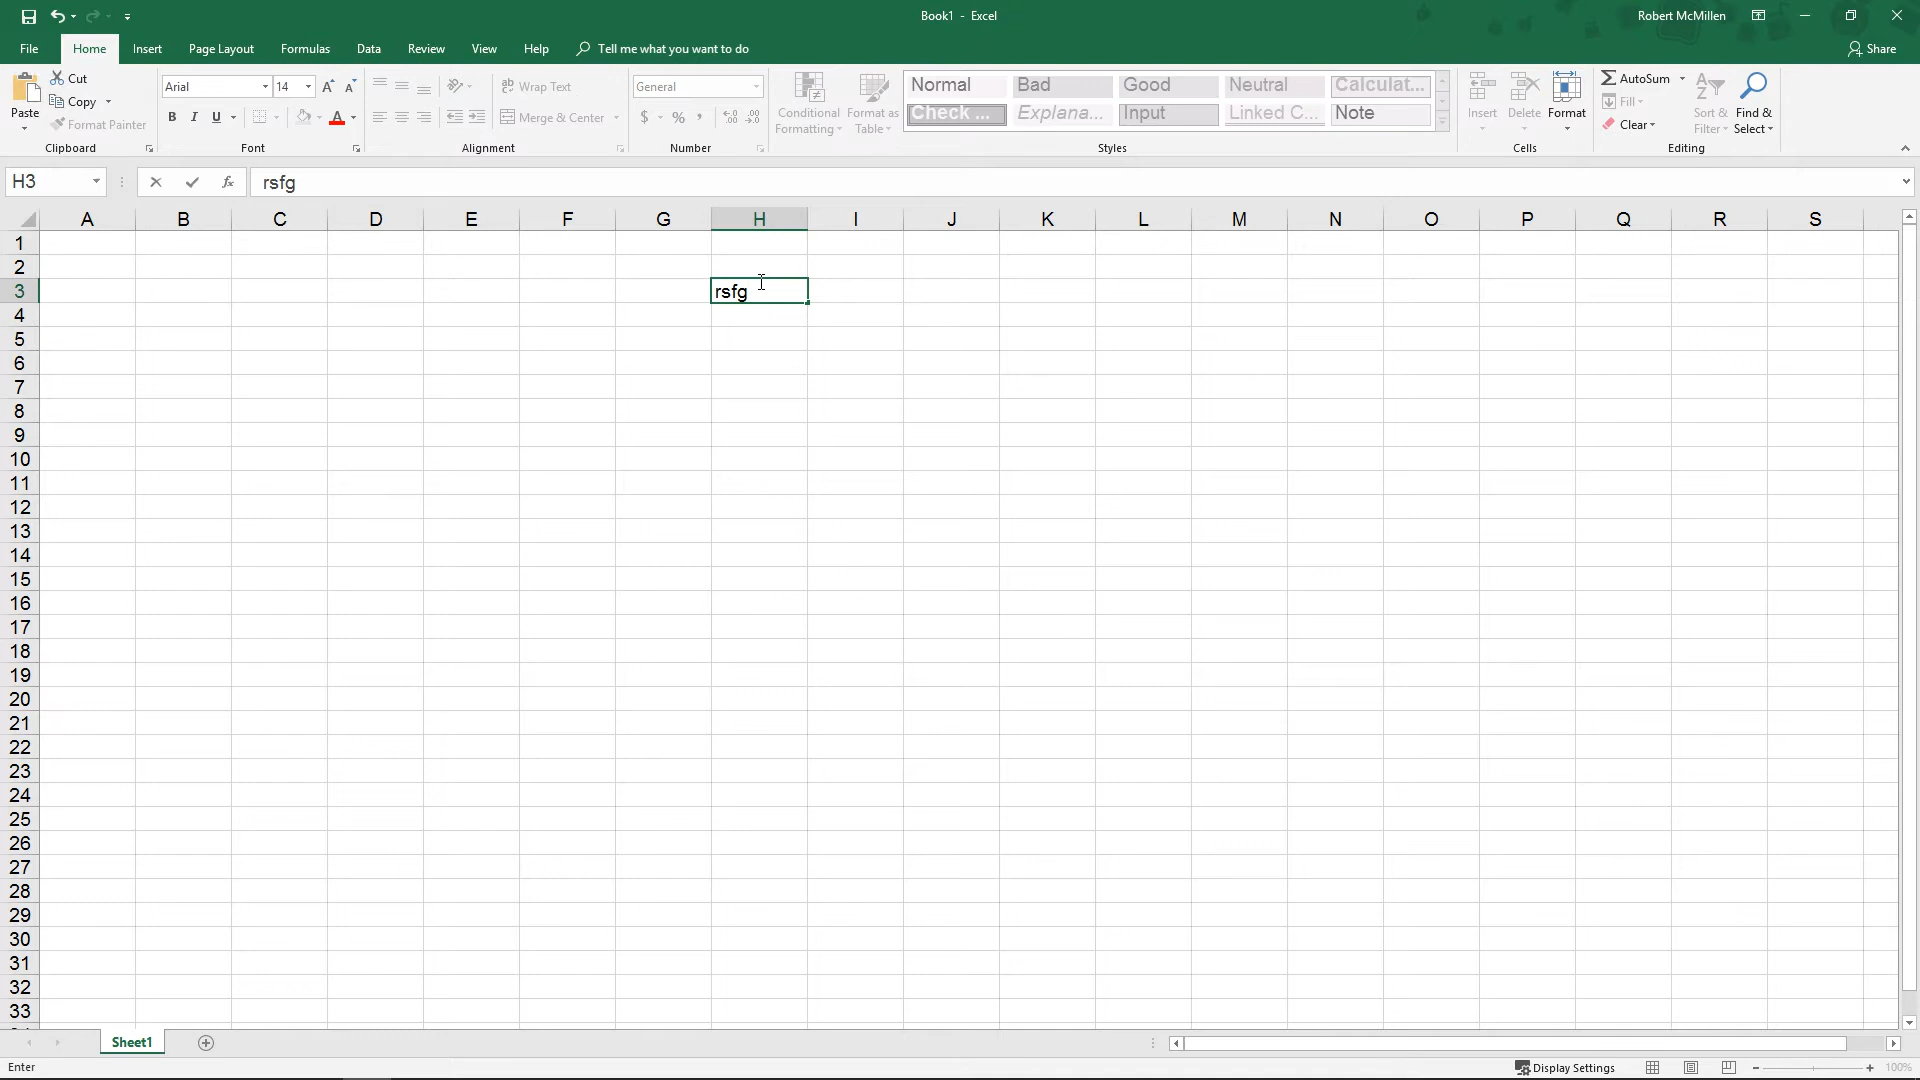 Book1 - Excel
Robert McMillen
File Home Insert Page Layout Formulas Data Review View Help Tell me what you want to do
Share
Paste
Cut
Copy
Format Painter
Clipboard
Arial 14
A A
B I U A
Font
Wrap Text
Merge & Center
Alignment
General
$ % ,
Number
Conditional Formatting
Format as Table
Normal Bad Good Neutral Calculat...
Check ... Explana... Input Linked C... Note
Styles
Insert Delete Format
Cells
AutoSum
Fill
Clear
Sort & Filter
Find & Select
Editing
H3 fx rsfg
A B C D E F G H I J K L M N O P Q R S
1
2
3 rsfg
4
5
6
7
8
9
10
11
12
13
14
15
16
17
18
19
20
21
22
23
24
25
26
27
28
29
30
31
32
33
Sheet1
Enter
Display Settings
100%